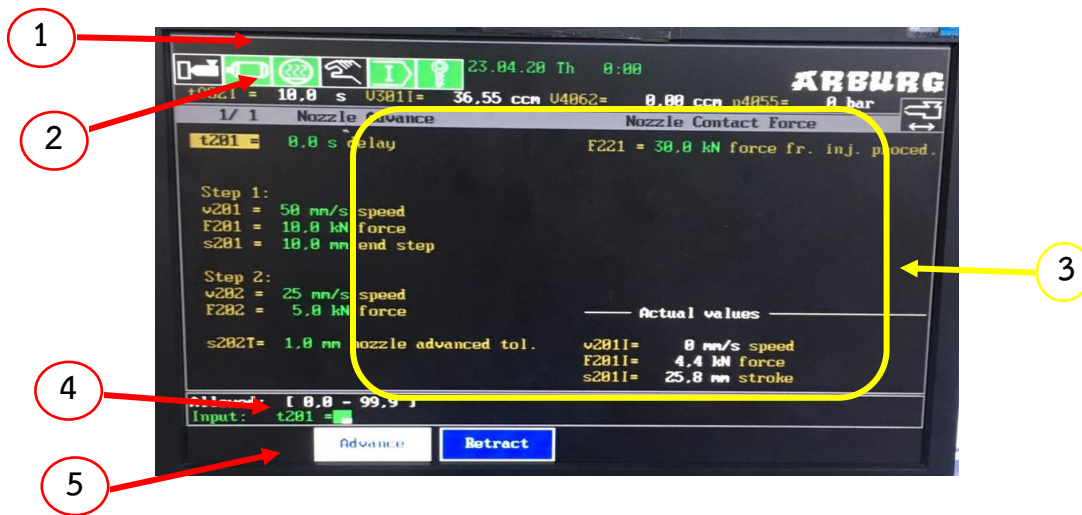 1
23.04.20 Th 0:00
ARBURG
2
10,0 s V301I= 36,55 ccm V4062= 0,00 ccm p4055= 0 bar
1/ 1 Nozzle Advance Nozzle Contact Force
t201 = 0,0 s delay F221 = 30,0 kN force fr. inj. proced.
Step 1:
v201 = 50 mm/s speed
F201 = 10,0 kN force
s201 = 10,0 mm end step
3
Step 2:
v202 = 25 mm/s speed
F202 = 5,0 kN force
Actual values
s202T= 1,0 mm nozzle advanced tol. v201I= 0 mm/s speed
F201I= 4,4 kN force
s201I= 25,8 mm stroke
4
Allowed: [ 0,0 - 99,9 ]
Input: t201 =
Advance Retract
5